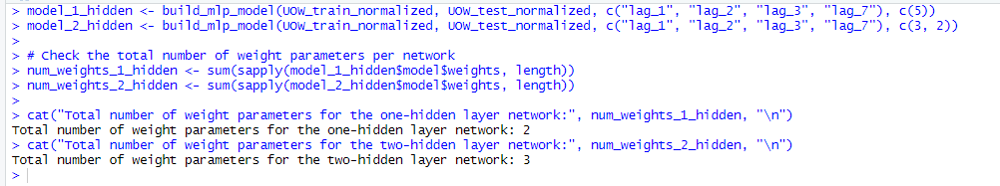 > model_1_hidden <- build_mlp_model(UOW_train_normalized, UOW_test_normalized, c("lag_1", "lag_2", "lag_3", "lag_7"), c(5))
> model_2_hidden <- build_mlp_model(UOW_train_normalized, UOW_test_normalized, c("lag_1", "lag_2", "lag_3", "lag_7"), c(3, 2))
>
> # Check the total number of weight parameters per network
> num_weights_1_hidden <- sum(sapply(model_1_hidden$model$weights, length))
> num_weights_2_hidden <- sum(sapply(model_2_hidden$model$weights, length))
>
> cat("Total number of weight parameters for the one-hidden layer network:", num_weights_1_hidden, "\n")
Total number of weight parameters for the one-hidden layer network: 2
> cat("Total number of weight parameters for the two-hidden layer network:", num_weights_2_hidden, "\n")
Total number of weight parameters for the two-hidden layer network: 3
>